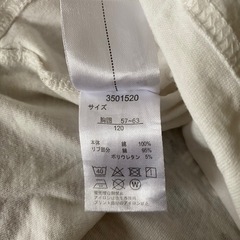 3501520
サイズ
胸囲 57-63
120
本体 綿 100%
リブ部分 綿 95%
ポリウレタン 5%
40